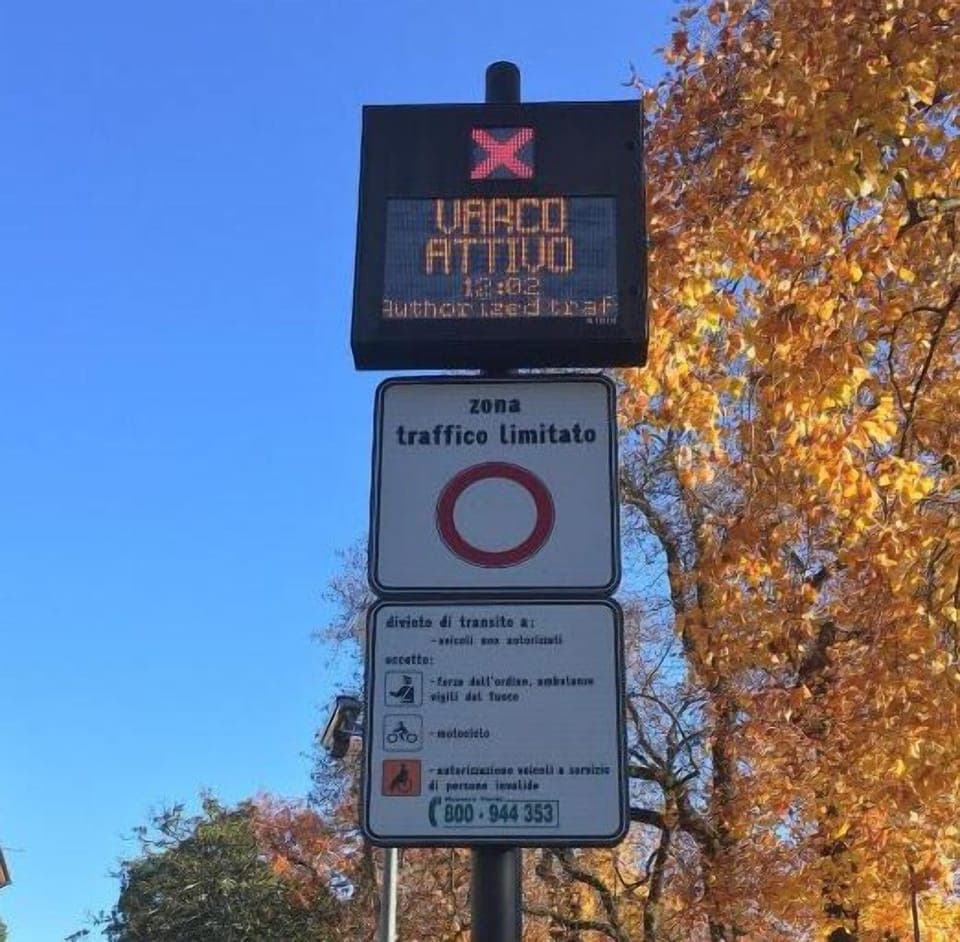 VARCO
ATTIVO
12:02
Authorized traf
zona
traffico limitato
divieto di transito a:
-veicoli non autorizzati
eccetto:
-forze dell'ordine, ambulanze
vigili del fuoco
-motociclo
-autorizzazione veicoli a servizio
di persone invalide
800-944 353